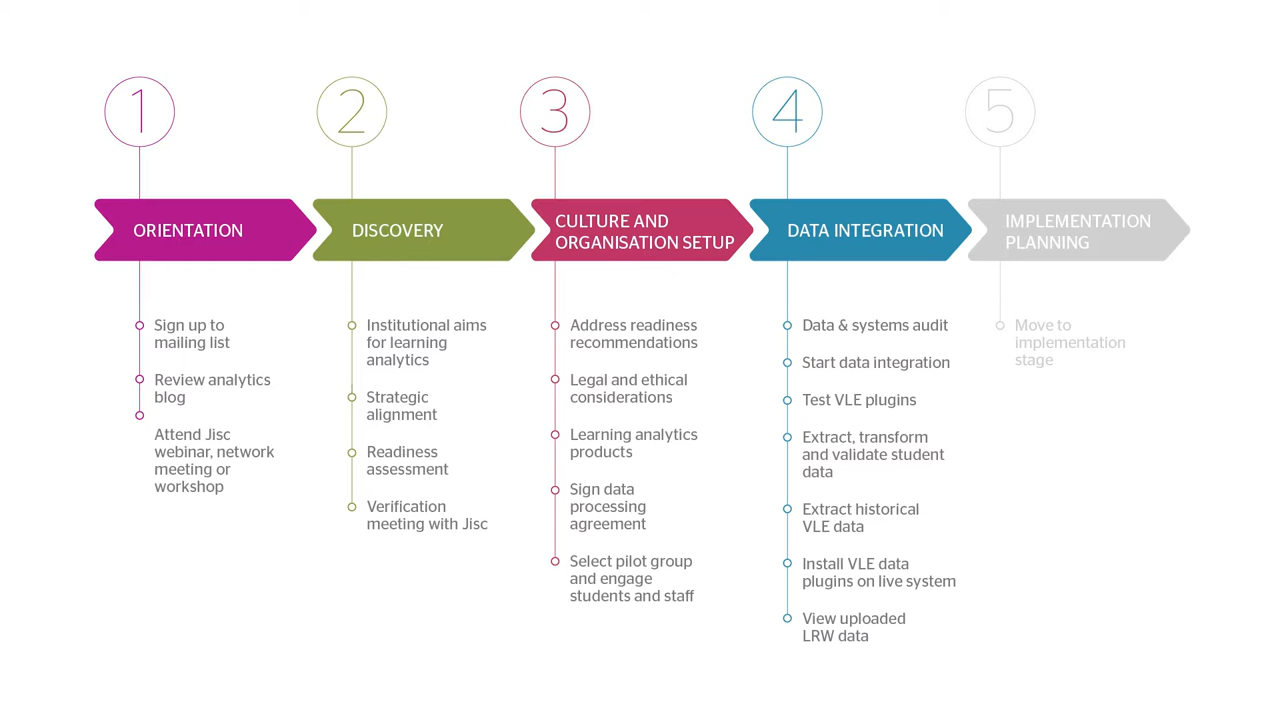 1
ORIENTATION
Sign up to
mailing list
Review analytics
blog
Attend Jisc
webinar, network
meeting or
workshop
2
DISCOVERY
Institutional aims
for learning
analytics
Strategic
alignment
Readiness
assessment
Verification
meeting with Jisc
3
CULTURE AND
ORGANISATION SETUP
Address readiness
recommendations
Legal and ethical
considerations
Learning analytics
products
Sign data
processing
agreement
Select pilot group
and engage
students and staff
4
DATA INTEGRATION
Data & systems audit
Start data integration
Test VLE plugins
Extract, transform
and validate student
data
Extract historical
VLE data
Install VLE data
plugins on live system
View uploaded
LRW data
5
IMPLEMENTATION
PLANNING
Move to
implementation
stage